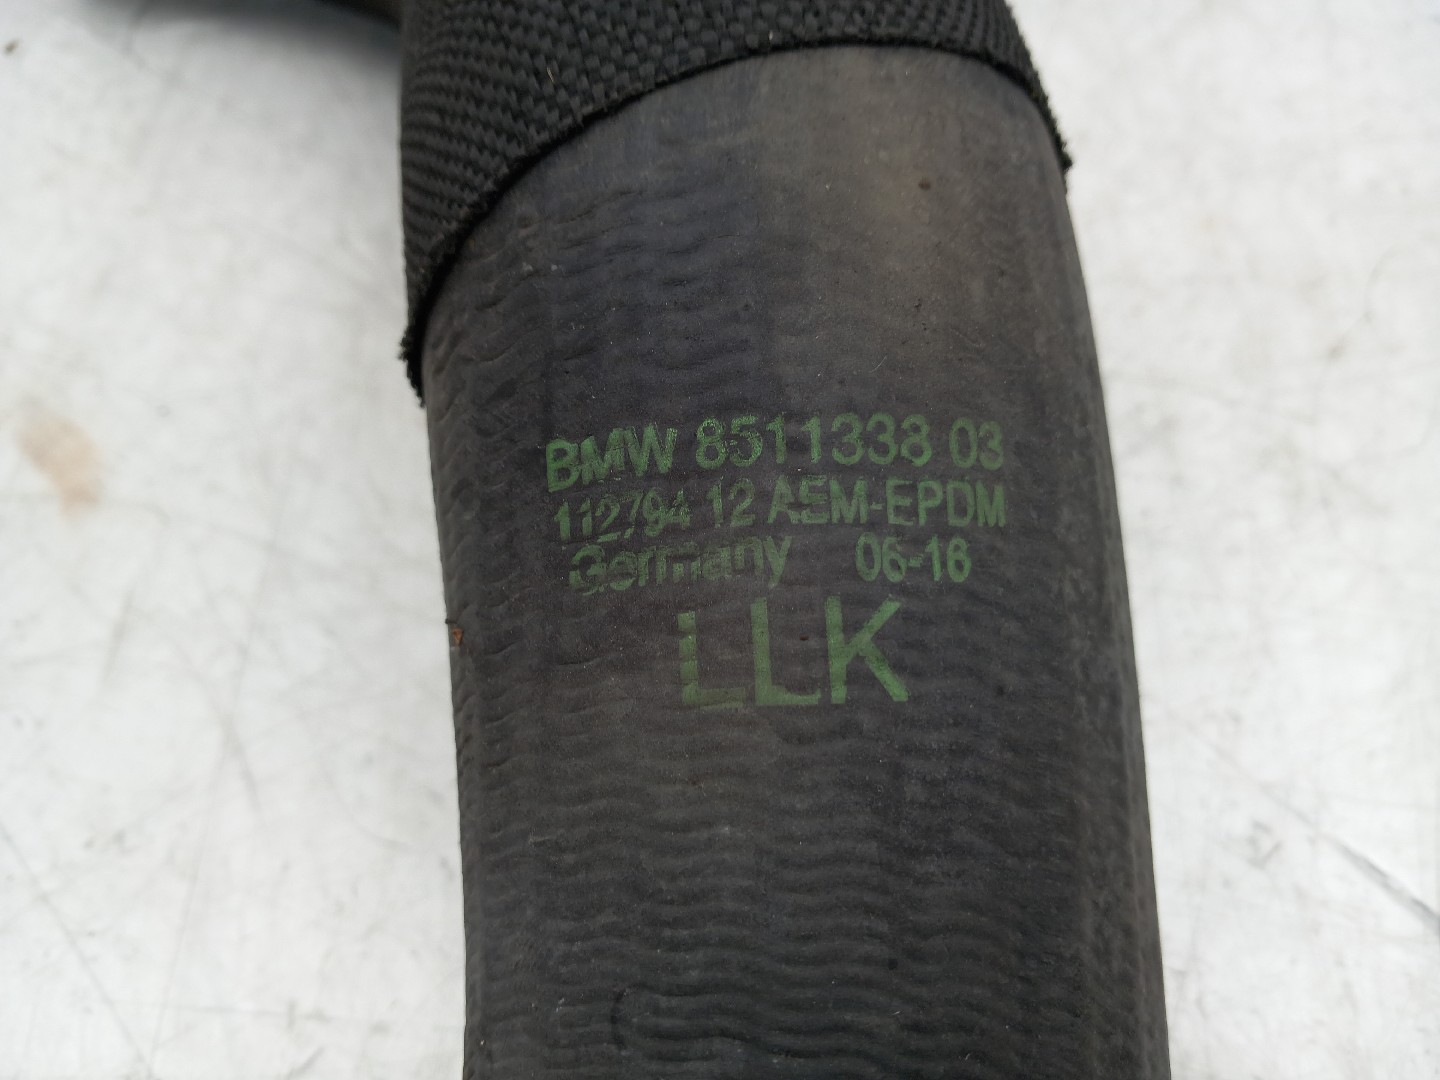 BMW 8511338 03
112794 12 AEM-EPDM
Germany 06-16
LLK